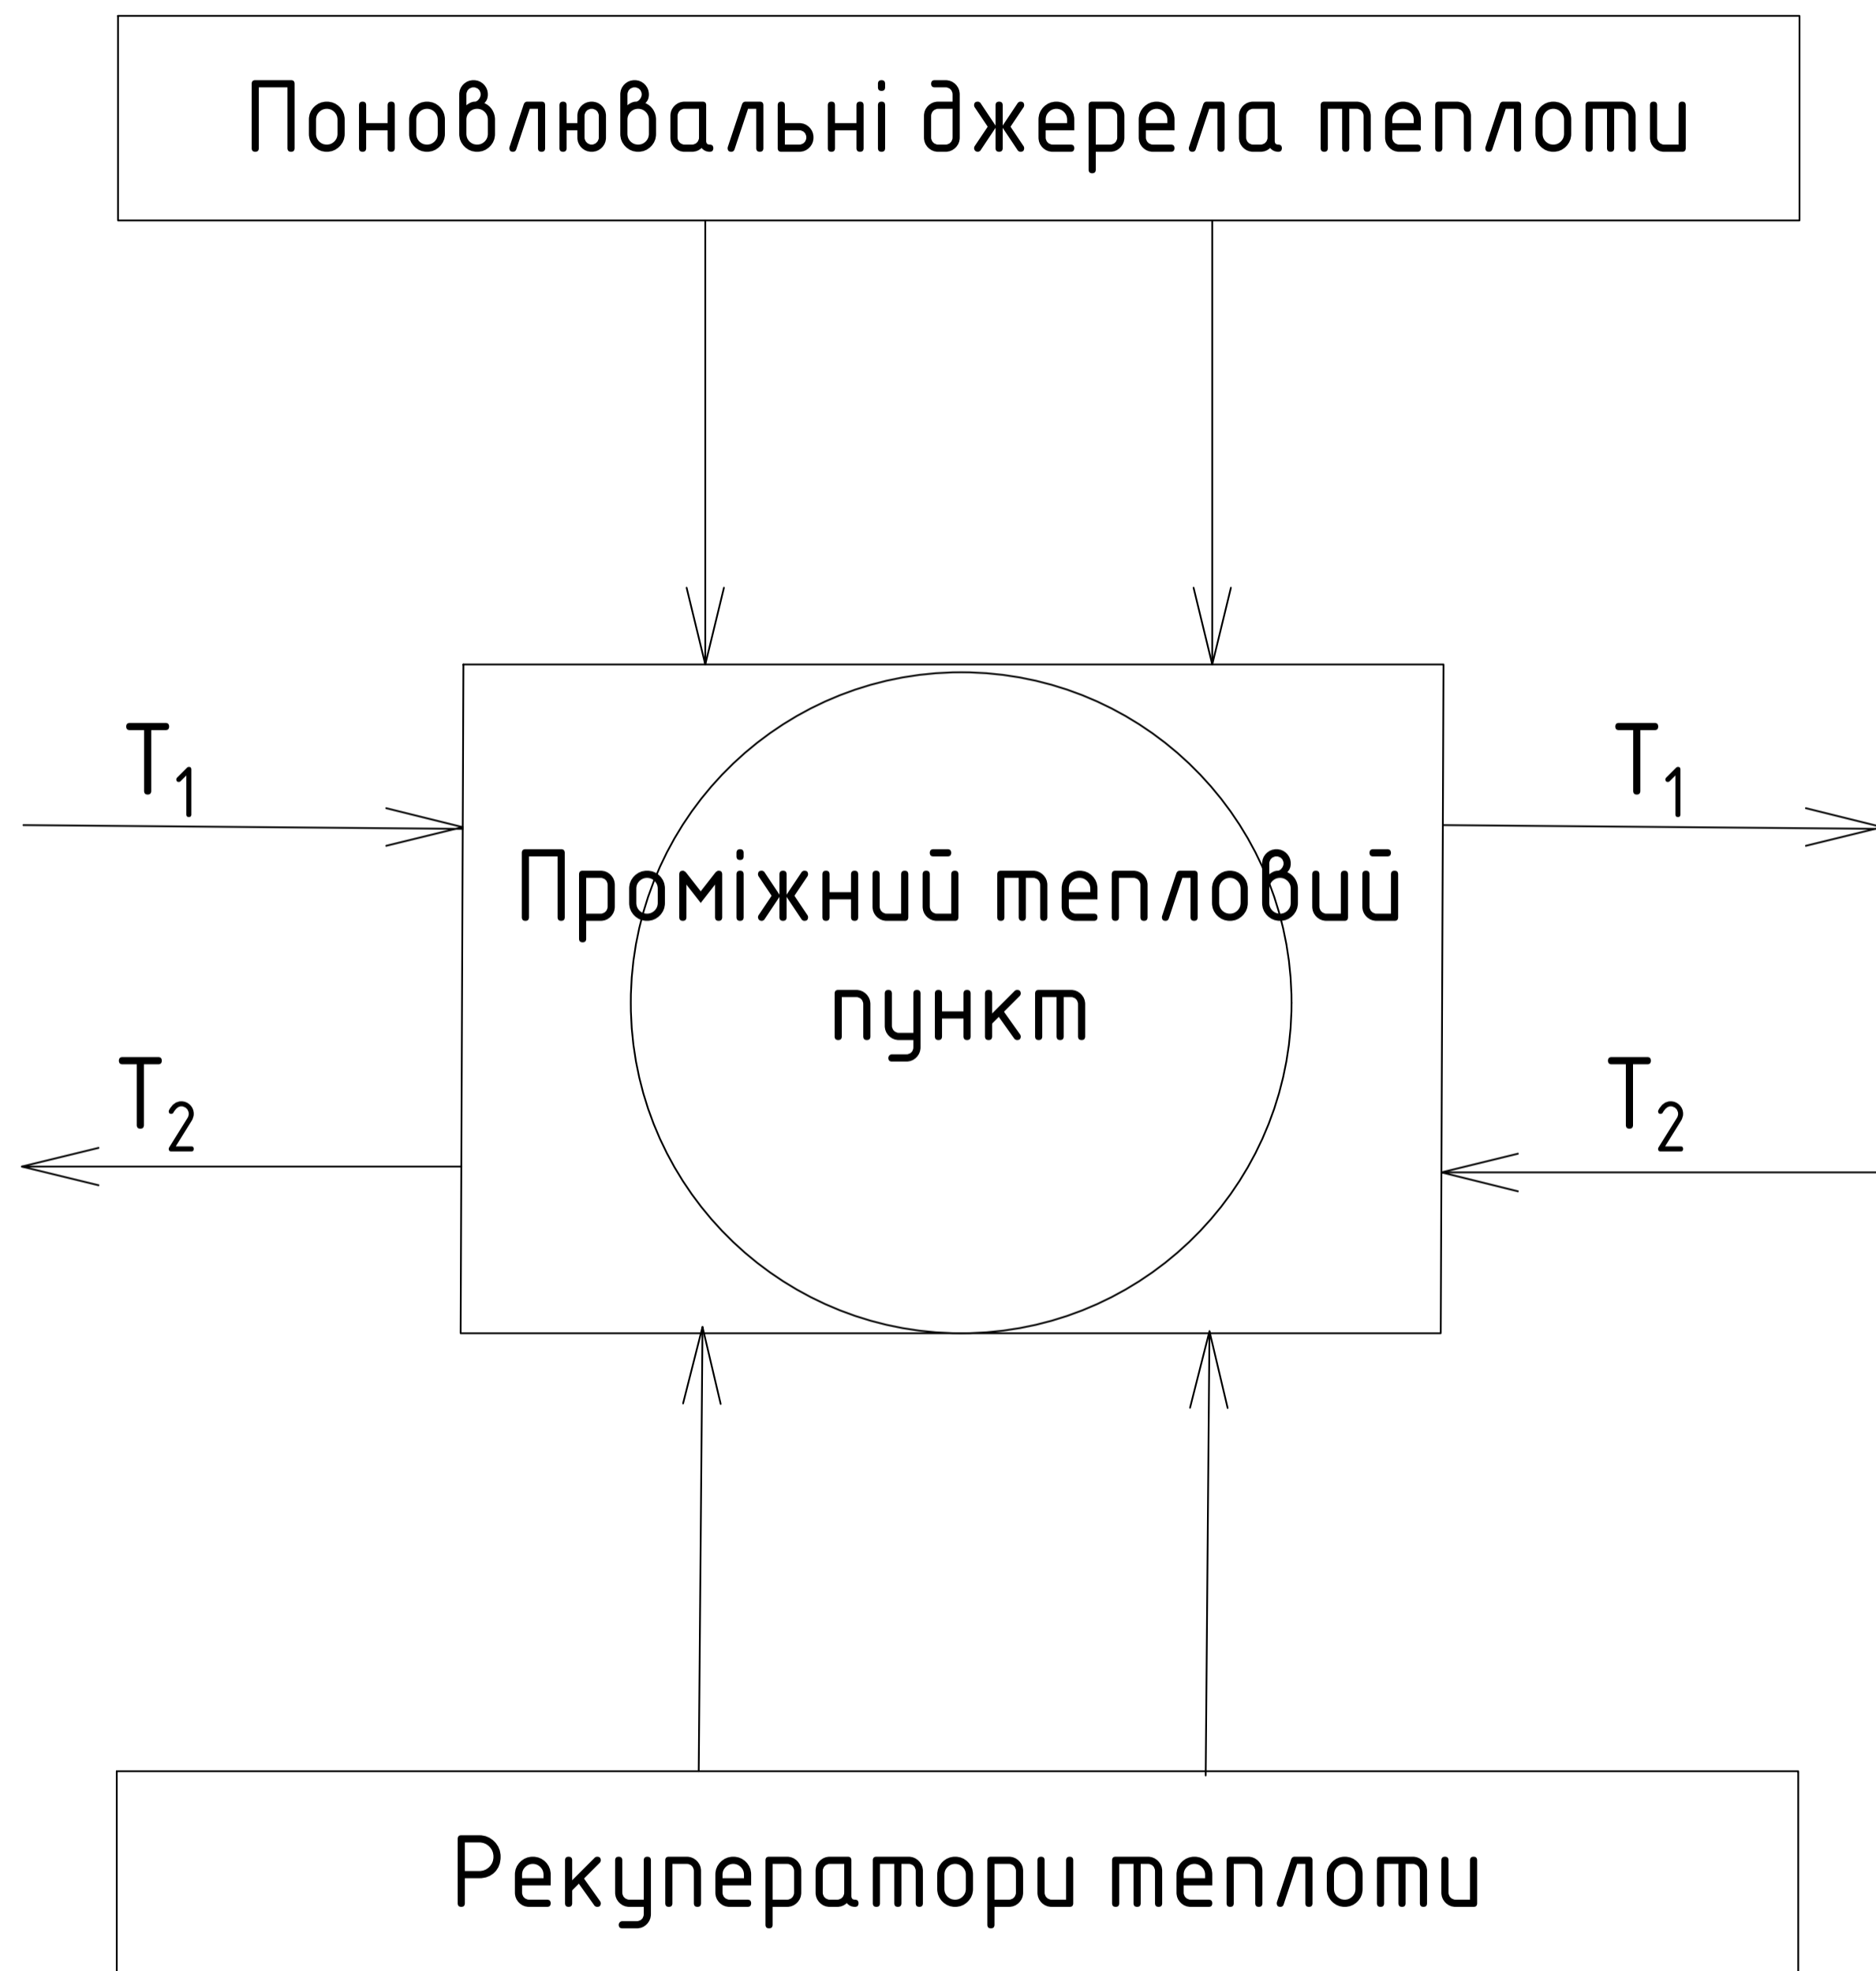 Поновлювальні джерела теплоти
T1
T1
Проміжний тепловий
пункт
T2
T2
Рекуператори теплоти